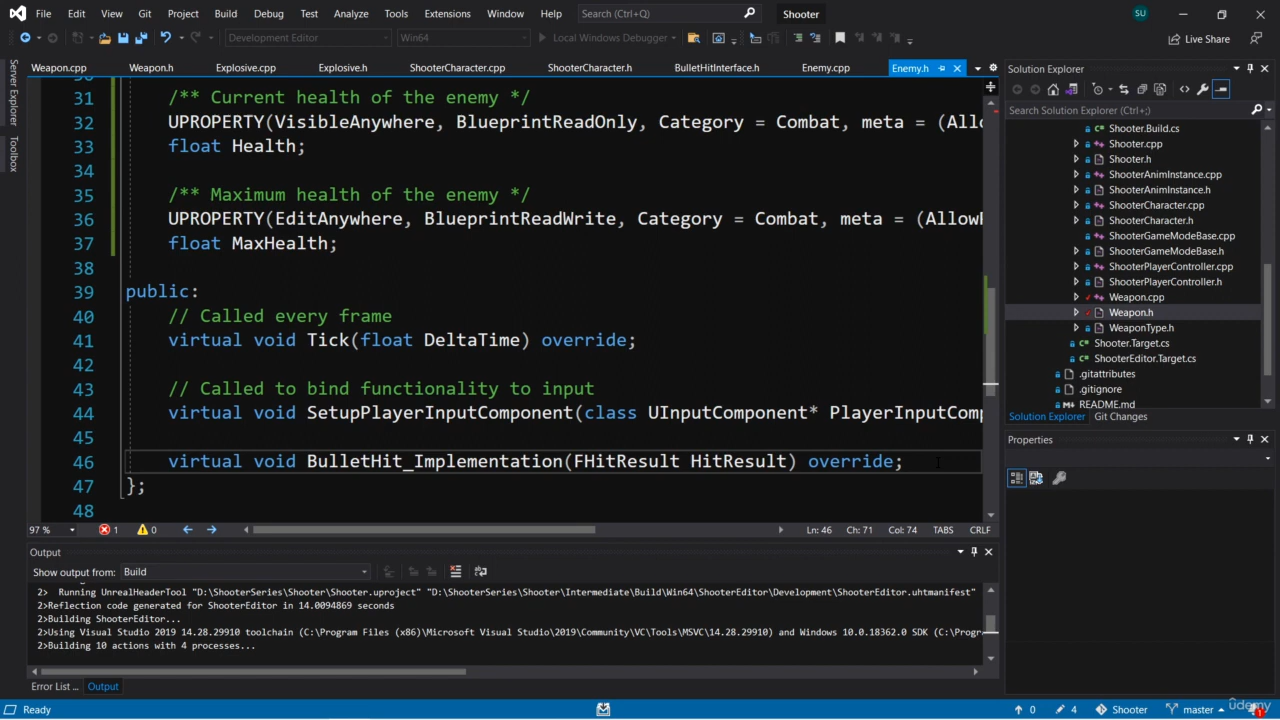 File Edit View Git Project Build Debug Test Analyze Tools Extensions Window Help Search (Ctrl+Q) Shooter SU
Development Editor Win64 Local Windows Debugger Live Share
Server Explorer Toolbox
Weapon.cpp Weapon.h Explosive.cpp Explosive.h ShooterCharacter.cpp ShooterCharacter.h BulletHitInterface.h Enemy.cpp Enemy.h
31 /** Current health of the enemy */
32 UPROPERTY(VisibleAnywhere, BlueprintReadOnly, Category = Combat, meta = (Allo
33 float Health;
34
35 /** Maximum health of the enemy */
36 UPROPERTY(EditAnywhere, BlueprintReadWrite, Category = Combat, meta = (Allow
37 float MaxHealth;
38
39 public:
40 // Called every frame
41 virtual void Tick(float DeltaTime) override;
42
43 // Called to bind functionality to input
44 virtual void SetupPlayerInputComponent(class UInputComponent* PlayerInputComp
45
46 virtual void BulletHit_Implementation(FHitResult HitResult) override;
47 };
48
97 % 1 0 Ln: 46 Ch: 71 Col: 74 TABS CRLF
Output
Show output from: Build
2> Running UnrealHeaderTool "D:\ShooterSeries\Shooter\Shooter.uproject" "D:\ShooterSeries\Shooter\Intermediate\Build\Win64\ShooterEditor\Development\ShooterEditor.uhtmanifest"
2>Reflection code generated for ShooterEditor in 14.0094869 seconds
2>Building ShooterEditor...
2>Using Visual Studio 2019 14.28.29910 toolchain (C:\Program Files (x86)\Microsoft Visual Studio\2019\Community\VC\Tools\MSVC\14.28.29910) and Windows 10.0.18362.0 SDK (C:\Prog
2>Building 10 actions with 4 processes...
Error List ... Output
Solution Explorer
Search Solution Explorer (Ctrl+;)
Shooter.Build.cs
Shooter.cpp
Shooter.h
ShooterAnimInstance.cpp
ShooterAnimInstance.h
ShooterCharacter.cpp
ShooterCharacter.h
ShooterGameModeBase.cpp
ShooterGameModeBase.h
ShooterPlayerController.cpp
ShooterPlayerController.h
Weapon.cpp
Weapon.h
WeaponType.h
Shooter.Target.cs
ShooterEditor.Target.cs
.gitattributes
.gitignore
README.md
Solution Explorer Git Changes
Properties
Ready 0 4 Shooter master 1
udemy